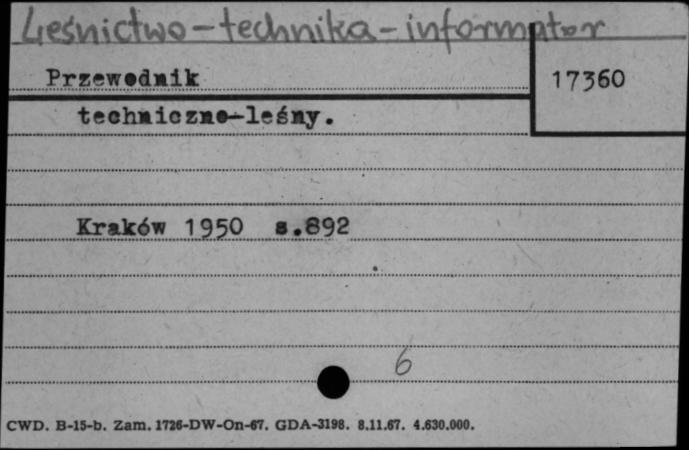 Leśnictwo-technika-informator
Przewodnik
17360
techniczno-leśny.
Kraków 1950 s.892
6
CWD. B-15-b. Zam. 1726-DW-On-67. GDA-3198. 8.11.67. 4.630.000.